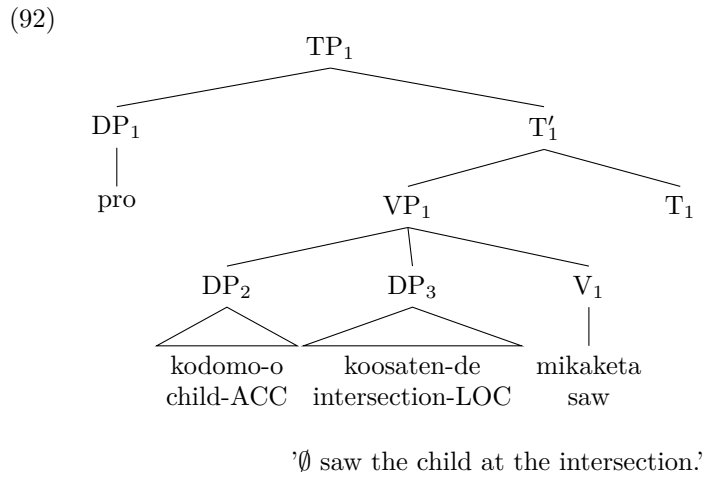 (92)
TP₁
DP₁ T′₁
pro VP₁ T₁
DP₂ DP₃ V₁
kodomo-o koosaten-de mikaketa
child-ACC intersection-LOC saw
’∅ saw the child at the intersection.’